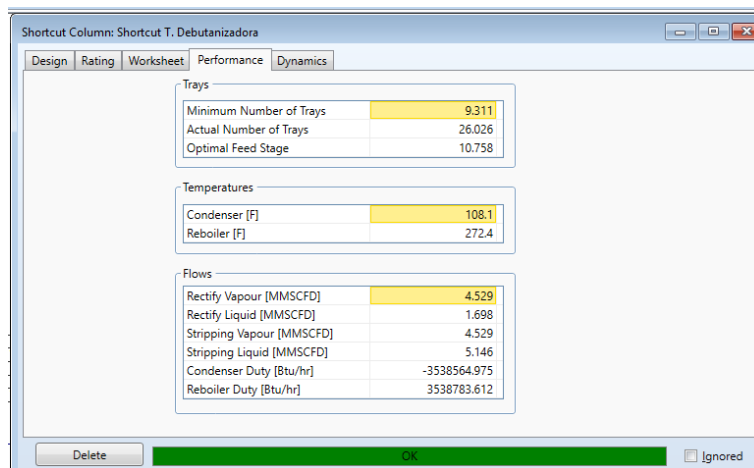 Shortcut Column: Shortcut T. Debutanizadora
Design Rating Worksheet Performance Dynamics
Trays
Minimum Number of Trays 9.311
Actual Number of Trays 26.026
Optimal Feed Stage 10.758
Temperatures
Condenser [F] 108.1
Reboiler [F] 272.4
Flows
Rectify Vapour [MMSCFD] 4.529
Rectify Liquid [MMSCFD] 1.698
Stripping Vapour [MMSCFD] 4.529
Stripping Liquid [MMSCFD] 5.146
Condenser Duty [Btu/hr] -3538564.975
Reboiler Duty [Btu/hr] 3538783.612
Delete OK Ignored